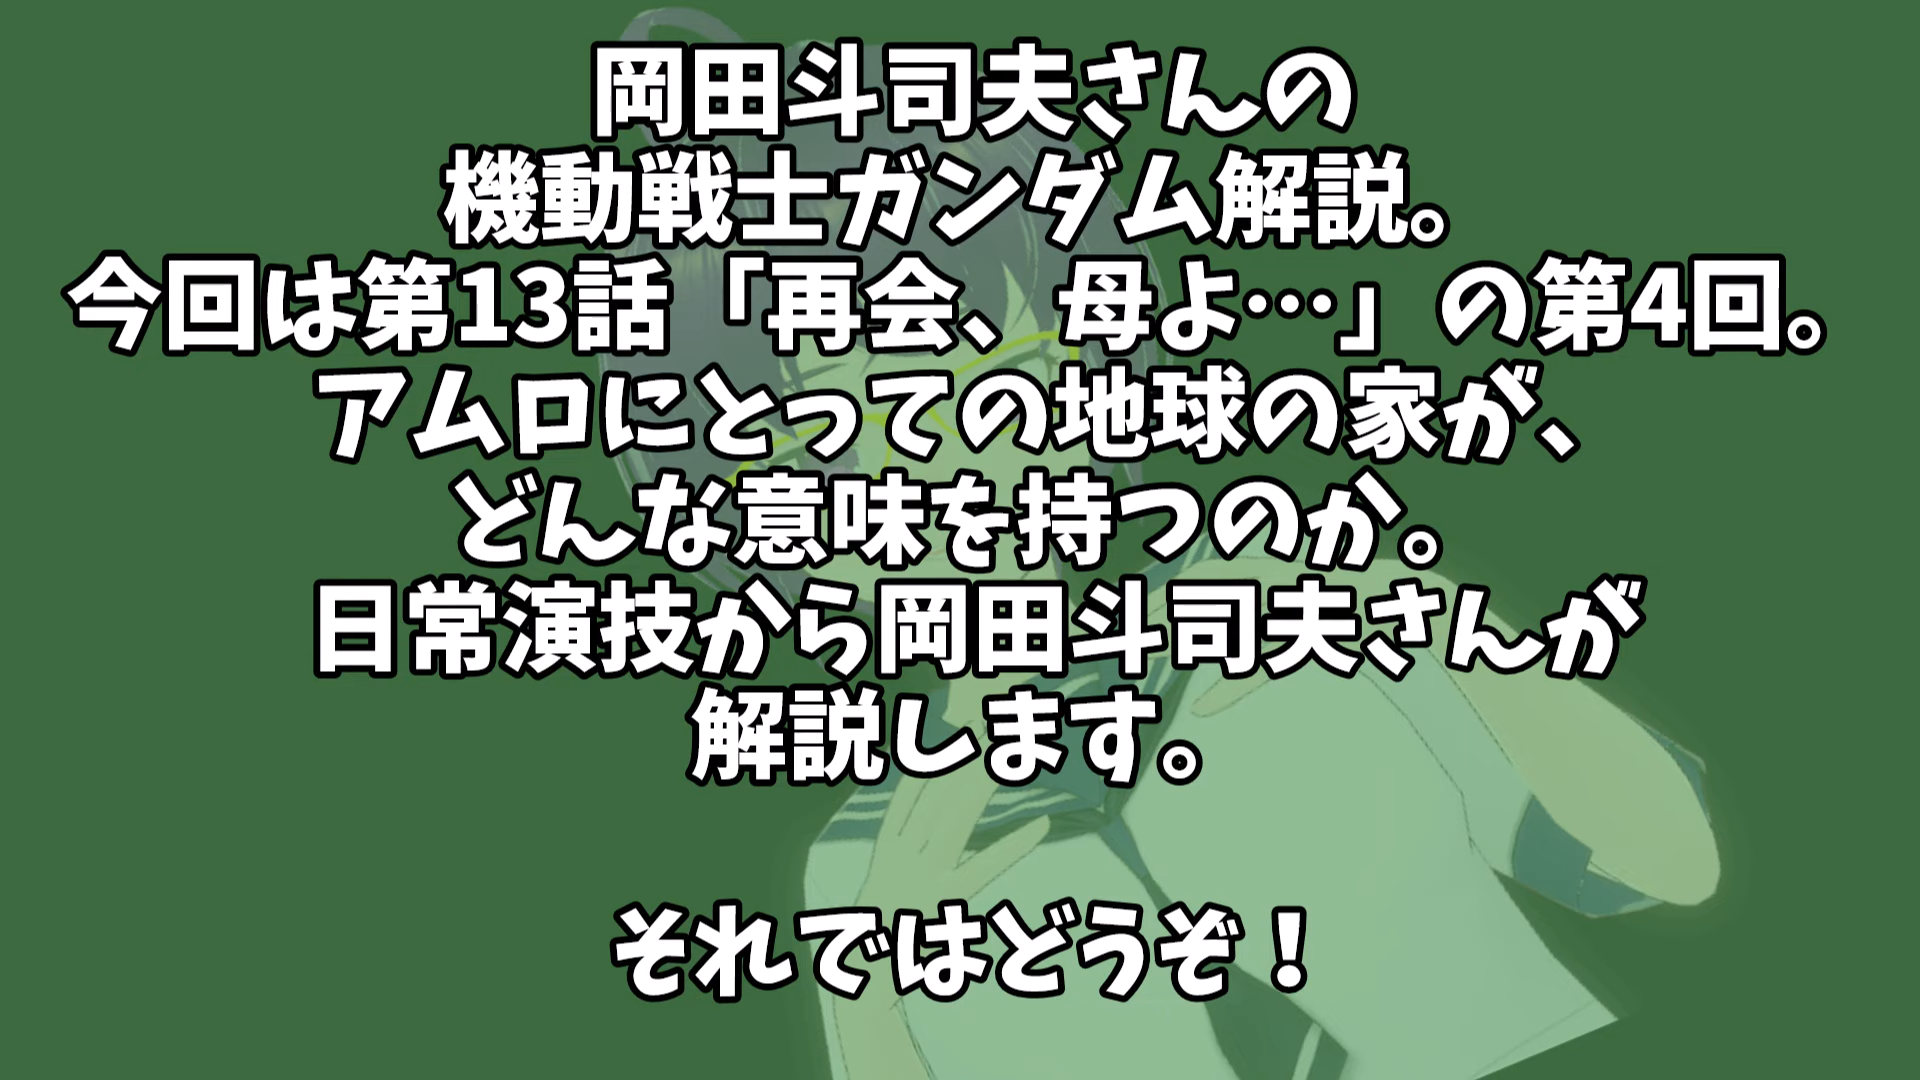 岡田斗司夫さんの
機動戦士ガンダム解説。
今回は第13話「再会、母よ…」の第4回。
アムロにとっての地球の家が、
どんな意味を持つのか。
日常演技から岡田斗司夫さんが
解説します。
それではどうぞ！